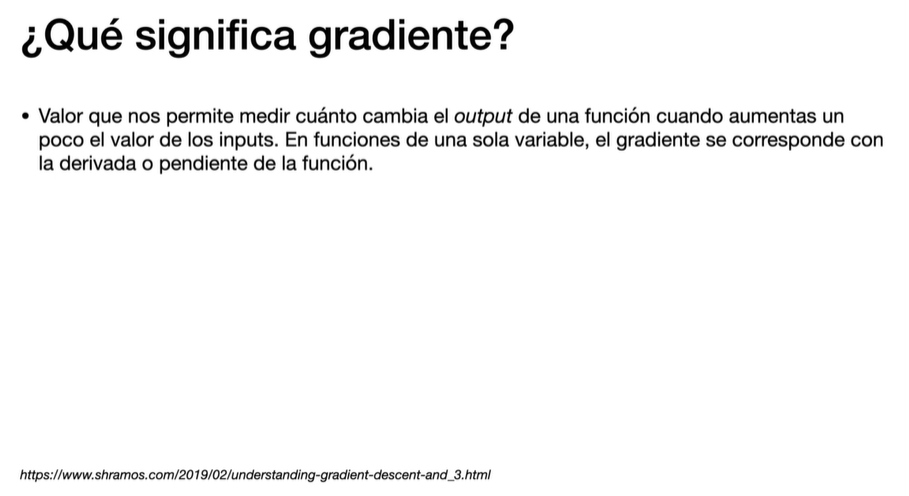 ¿Qué significa gradiente?
• Valor que nos permite medir cuánto cambia el output de una función cuando aumentas un
poco el valor de los inputs. En funciones de una sola variable, el gradiente se corresponde con
la derivada o pendiente de la función.
https://www.shramos.com/2019/02/understanding-gradient-descent-and_3.html